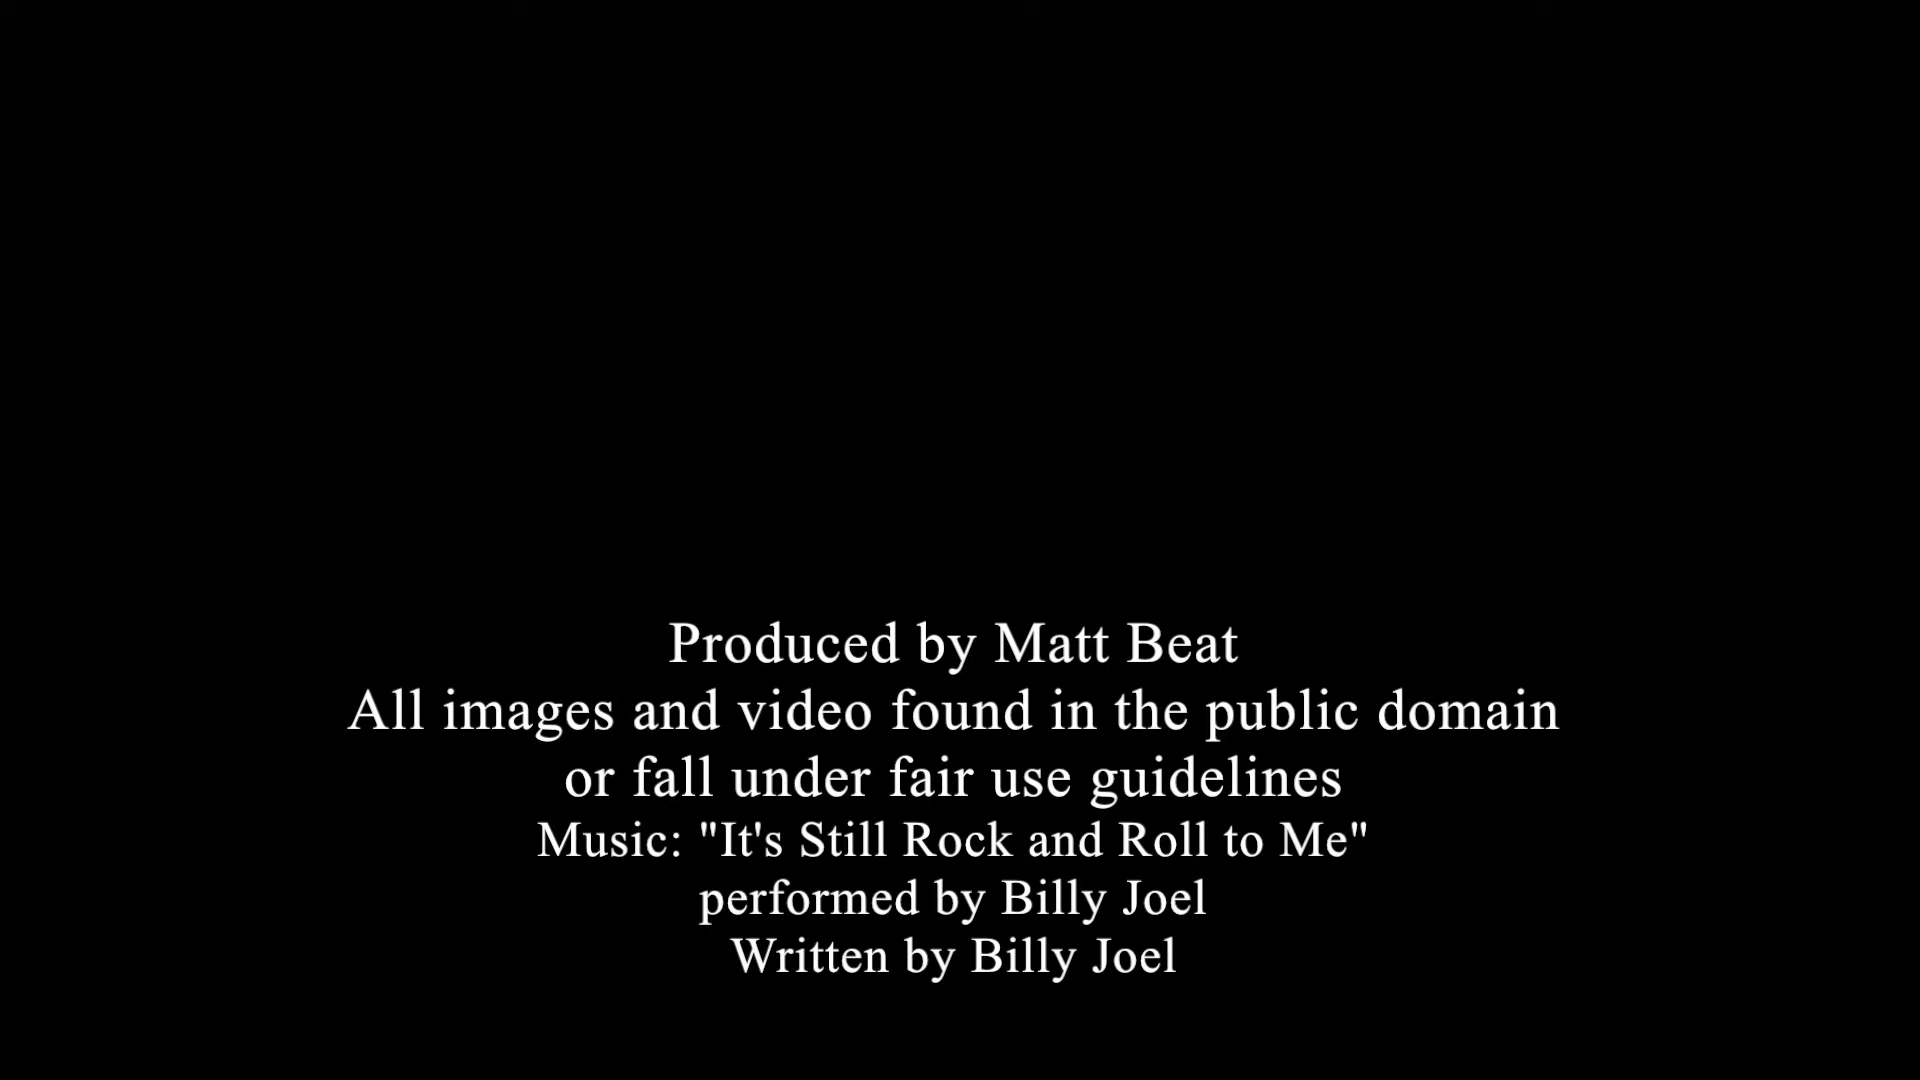 Produced by Matt Beat
All images and video found in the public domain
or fall under fair use guidelines
Music: "It's Still Rock and Roll to Me"
performed by Billy Joel
Written by Billy Joel